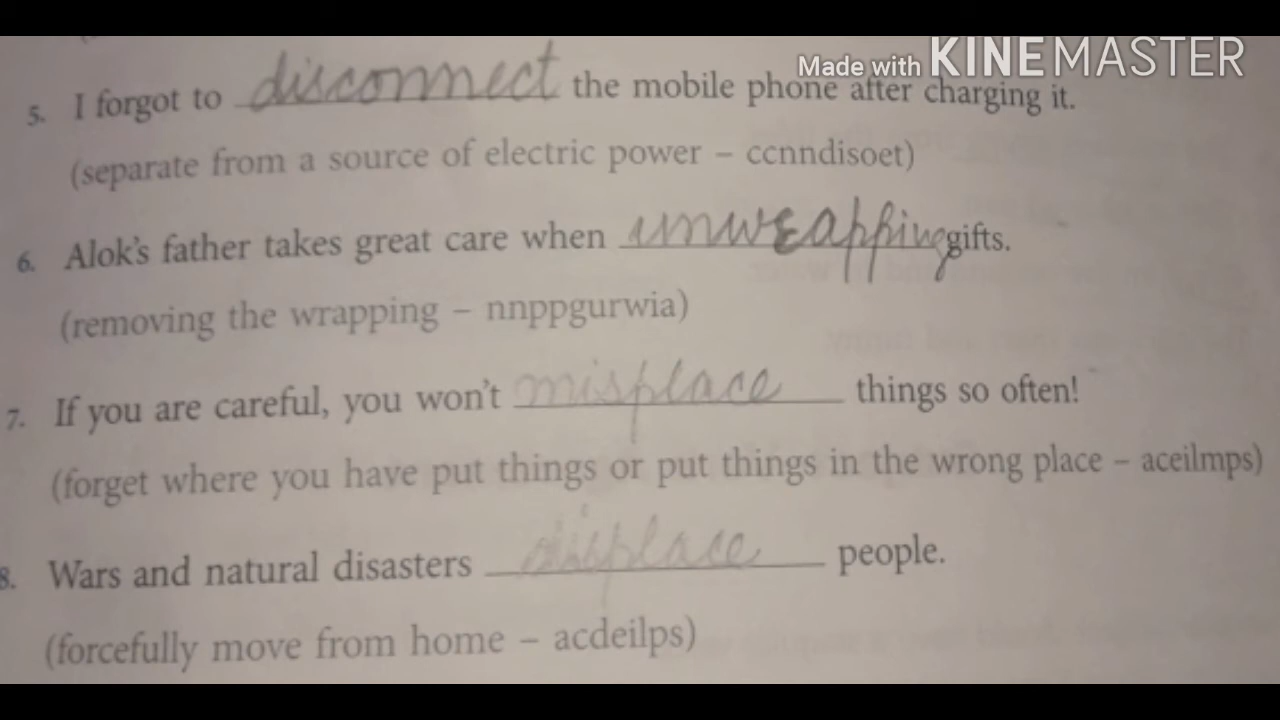 Made with KINEMASTER
5. I forgot to disconnect the mobile phone after charging it.
(separate from a source of electric power – ccnndisoet)
6. Alok's father takes great care when unwrapping gifts.
(removing the wrapping – nnppgurwia)
7. If you are careful, you won't misplace things so often!
(forget where you have put things or put things in the wrong place – aceilmps)
8. Wars and natural disasters displace people.
(forcefully move from home – acdeilps)